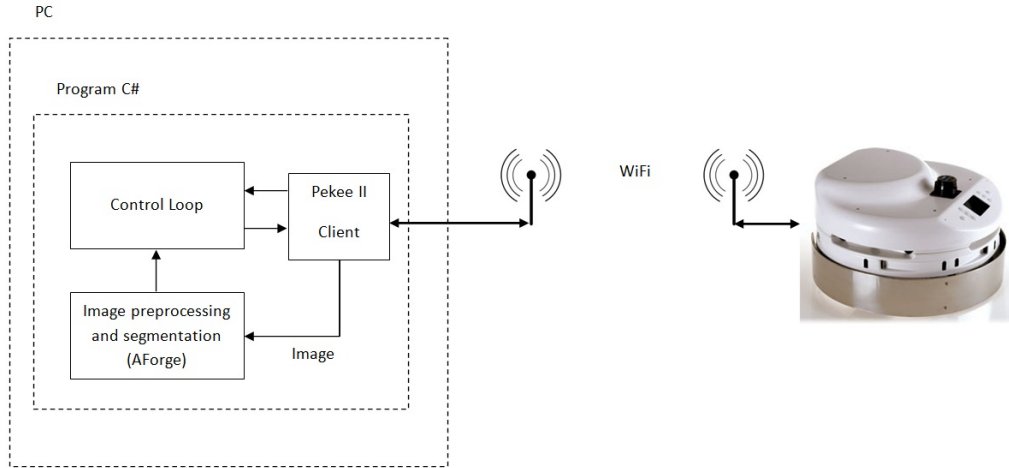 PC
Program C#
Control Loop
Pekee II
Client
WiFi
Image preprocessing
and segmentation
(AForge)
Image